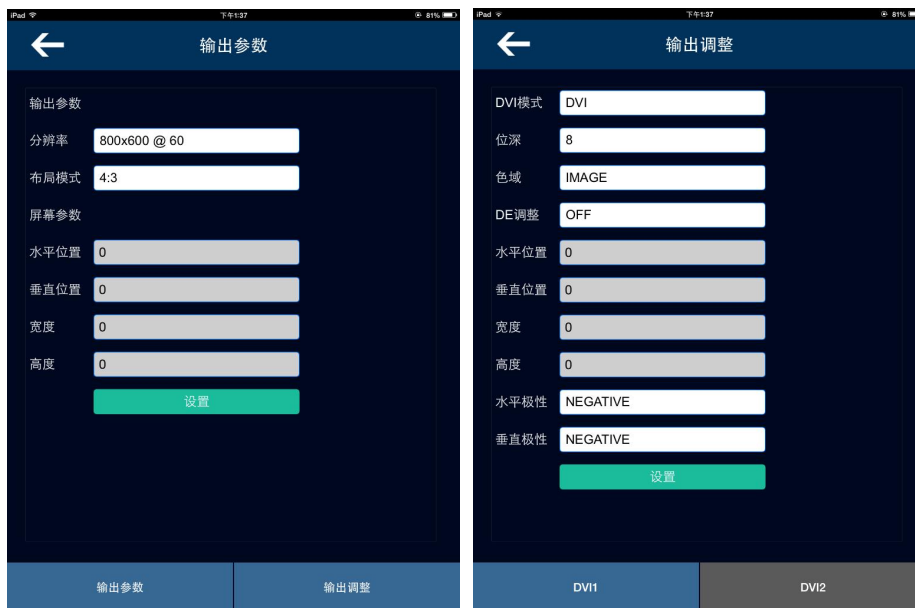 iPad 下午1:37 81%
输出参数
输出参数
分辨率 800x600 @ 60
布局模式 4:3
屏幕参数
水平位置 0
垂直位置 0
宽度 0
高度 0
设置
输出参数 输出调整
iPad 下午1:37 81%
输出调整
DVI模式 DVI
位深 8
色域 IMAGE
DE调整 OFF
水平位置 0
垂直位置 0
宽度 0
高度 0
水平极性 NEGATIVE
垂直极性 NEGATIVE
设置
DVI1 DVI2